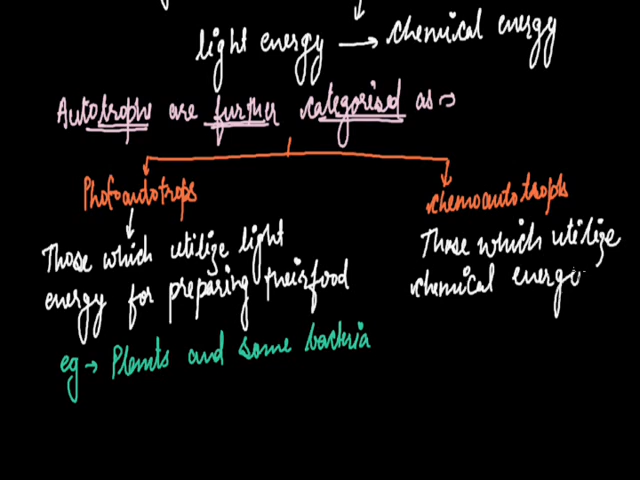 light energy → chemical energy
Autotrophs are further categorised as →
Photoautotrops
chemoautotrophs
Those which utilize light
energy for preparing their food
eg → Plants and some bacteria
Those which utilize
chemical energy